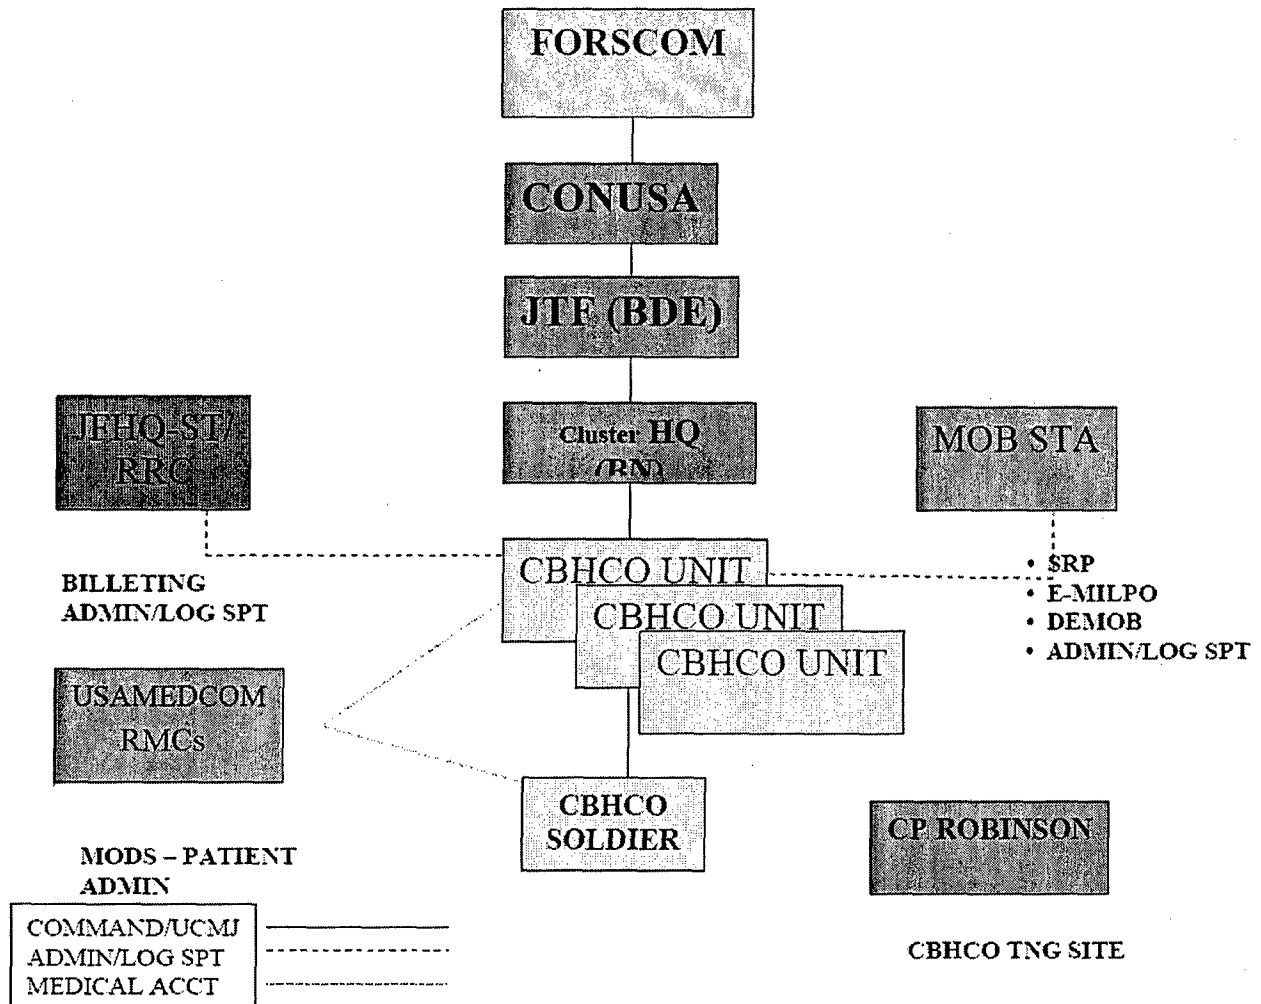 FORSCOM
CONUSA
JTF (BDE)
JFHQ-ST/
RRC
Cluster HQ
(BN)
MOB STA
BILLETING
ADMIN/LOG SPT
CBHCO UNIT
CBHCO UNIT
CBHCO UNIT
• SRP
• E-MILPO
• DEMOB
• ADMIN/LOG SPT
USAMEDCOM
RMCs
CBHCO
SOLDIER
CP ROBINSON
MODS – PATIENT
ADMIN
COMMAND/UCMJ
ADMIN/LOG SPT
MEDICAL ACCT
CBHCO TNG SITE